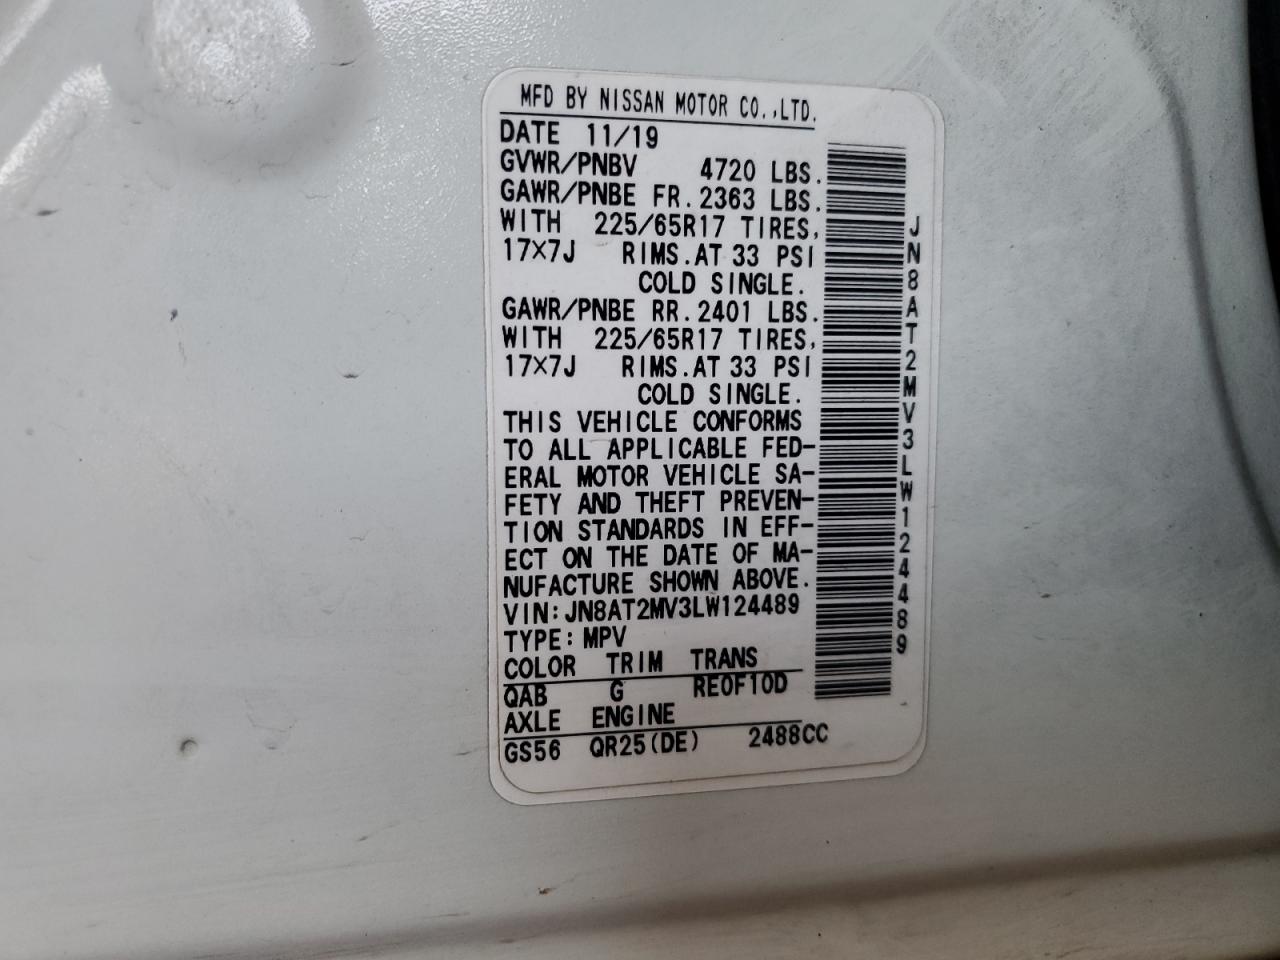 MFD BY NISSAN MOTOR CO.,LTD.
DATE 11/19
GVWR/PNBV 4720 LBS.
GAWR/PNBE FR.2363 LBS.
WITH 225/65R17 TIRES,
17×7J RIMS.AT 33 PSI
COLD SINGLE.
GAWR/PNBE RR.2401 LBS.
WITH 225/65R17 TIRES,
17×7J RIMS.AT 33 PSI
COLD SINGLE.
THIS VEHICLE CONFORMS
TO ALL APPLICABLE FED-
ERAL MOTOR VEHICLE SA-
FETY AND THEFT PREVEN-
TION STANDARDS IN EFF-
ECT ON THE DATE OF MA-
NUFACTURE SHOWN ABOVE.
VIN:JN8AT2MV3LW124489
TYPE:MPV
COLOR TRIM TRANS
QAB G RE0F10D
AXLE ENGINE
GS56 QR25(DE) 2488CC
JN8AT2MV3LW124489